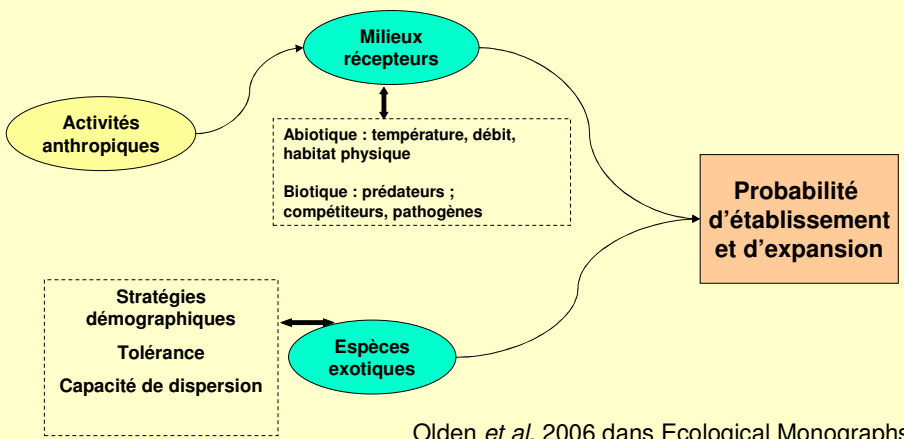 Milieux
récepteurs
Activités
anthropiques
Abiotique : température, débit,
habitat physique
Biotique : prédateurs ;
compétiteurs, pathogènes
Probabilité
d'établissement
et d'expansion
Stratégies
démographiques
Tolérance
Capacité de dispersion
Espèces
exotiques
Olden et al. 2006 dans Ecological Monographs